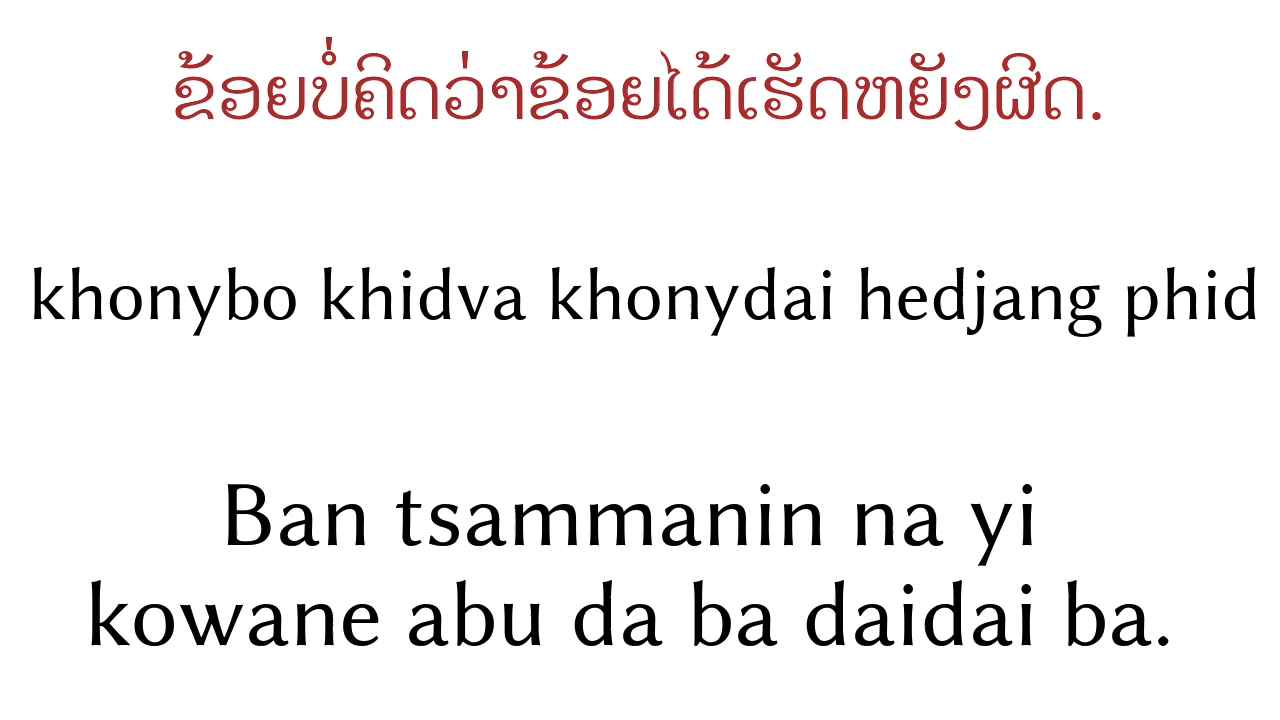 ຂ້ອຍບໍ່ຄິດວ່າຂ້ອຍໄດ້ເຮັດຫຍັງຜິດ.
khonybo khidva khonydai hedjang phid
Ban tsammanin na yi
kowane abu da ba daidai ba.